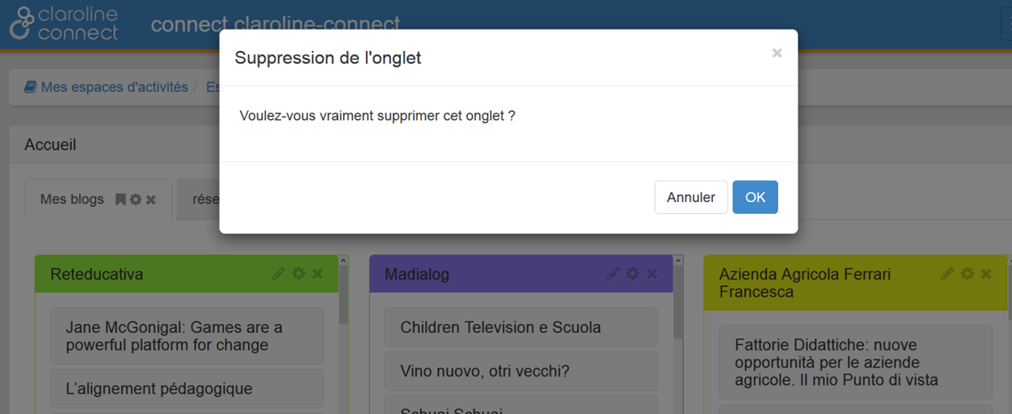 claroline
connect
connect.claroline-connect
Suppression de l'onglet
×
Voulez-vous vraiment supprimer cet onglet ?
Annuler
OK
Mes espaces d'activités /
Accueil
Mes blogs
Reteducativa
Madialog
Azienda Agricola Ferrari
Francesca
Jane McGonigal: Games are a
powerful platform for change
L'alignement pédagogique
Children Television e Scuola
Vino nuovo, otri vecchi?
Fattorie Didattiche: nuove
opportunità per le aziende
agricole. Il mio Punto di vista